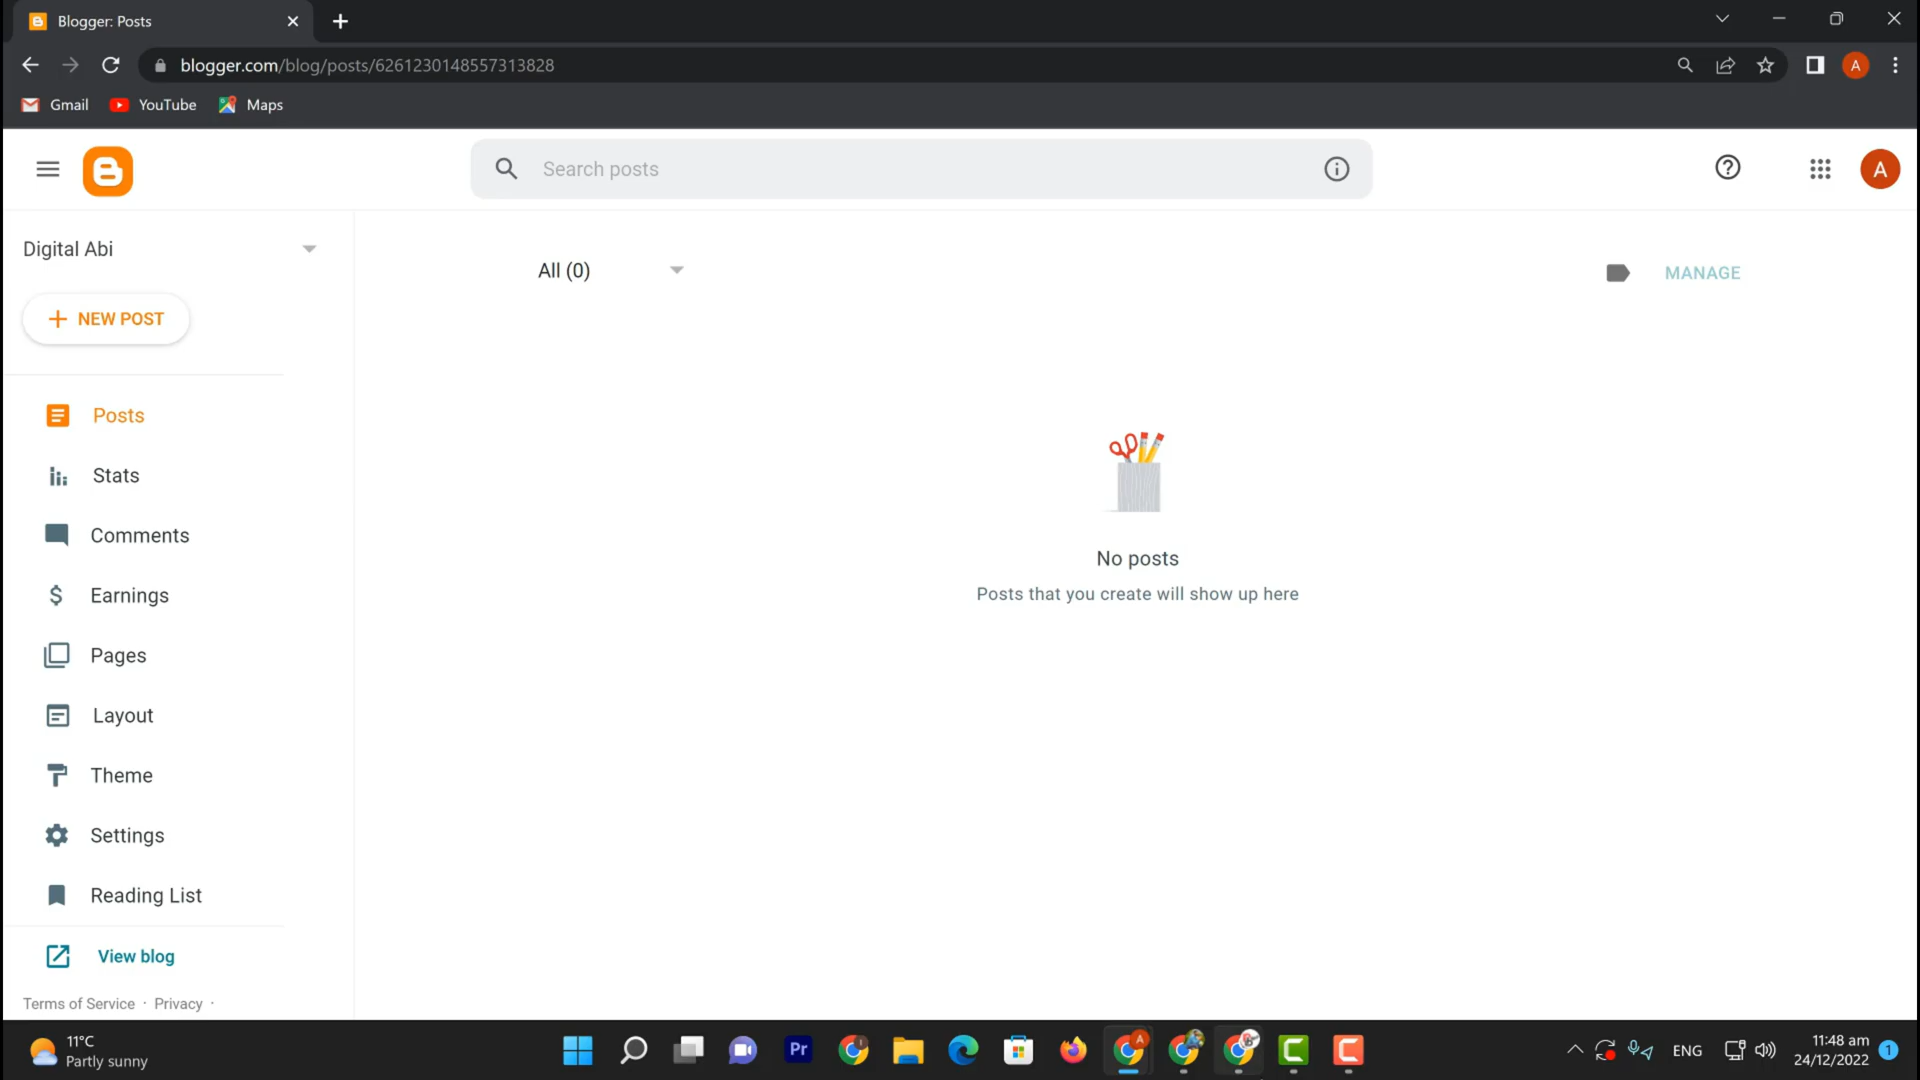 Blogger: Posts
blogger.com/blog/posts/6261230148557313828
A
Gmail
YouTube
Maps
Search posts
A
Digital Abi
All (0)
MANAGE
NEW POST
Posts
Stats
Comments
Earnings
Pages
Layout
Theme
Settings
Reading List
View blog
Terms of Service · Privacy ·
No posts
Posts that you create will show up here
11°C
Partly sunny
Pr
A
ENG
11:48 am
24/12/2022
1